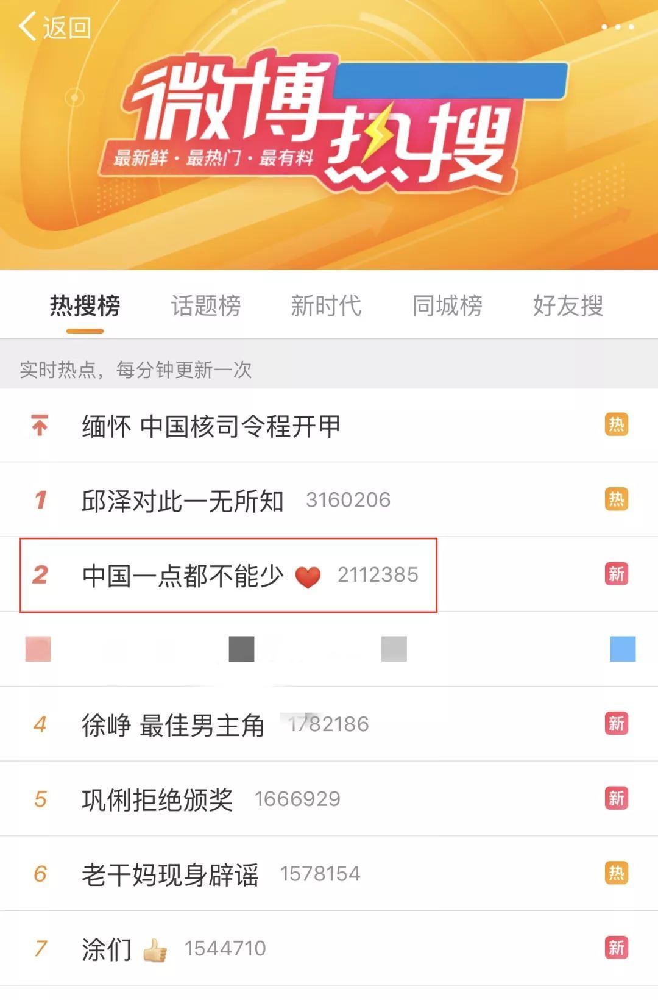 返回
微博
热搜
最新鲜·最热门·最有料
热搜榜 话题榜 新时代 同城榜 好友搜
实时热点，每分钟更新一次
缅怀 中国核司令程开甲 热
1 邱泽对此一无所知 3160206 热
2 中国一点都不能少 ❤️ 2112385 新
4 徐峥 最佳男主角 1782186 新
5 巩俐拒绝颁奖 1666929 新
6 老干妈现身辟谣 1578154 热
7 涂们 👍🏻 1544710 新